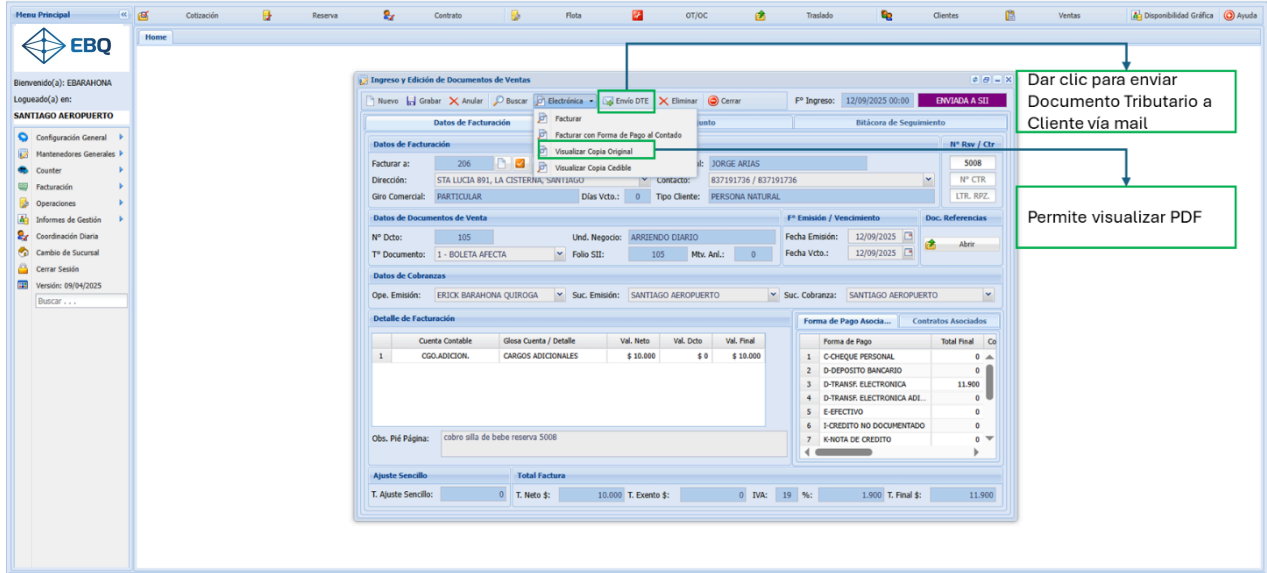 Menu Principal
Cotización
Reserva
Contrato
Flota
OT/OC
Traslado
Clientes
Ventas
Disponibilidad Gráfica
Ayuda
EBQ
Home
Bienvenido(a): EBARAHONA
Logueado(a) en:
SANTIAGO AEROPUERTO
Configuración General
Mantenedores Generales
Counter
Facturación
Operaciones
Informes de Gestión
Coordinación Diaria
Cambio de Sucursal
Cerrar Sesión
Versión: 09/04/2025
Buscar . . .
Ingreso y Edición de Documentos de Ventas
Nuevo Grabar Anular Buscar Electrónica Envío DTE Eliminar Cerrar Fº Ingreso: 12/09/2025 00:00 ENVIADA A SII
Facturar
Facturar con Forma de Pago al Contado
Visualizar Copia Original
Visualizar Copia Cedible
Datos de Facturación
Bitácora de Seguimiento
Datos de Facturación Nº Rsv / Ctr
Facturar a: 206 JORGE ARIAS 5008
Dirección: STA LUCIA 891, LA CISTERNA, SANTIAGO Contacto: 837191736 / 837191736 Nº CTR
Giro Comercial: PARTICULAR Días Vcto.: 0 Tipo Cliente: PERSONA NATURAL LTR. RPZ.
Datos de Documentos de Venta Fº Emisión / Vencimiento Doc. Referencias
Nº Dcto: 105 Und. Negocio: ARRIENDO DIARIO Fecha Emisión: 12/09/2025 Abrir
Tº Documento: 1 - BOLETA AFECTA Folio SII: 105 Mtv. Anl.: 0 Fecha Vcto.: 12/09/2025
Datos de Cobranzas
Ope. Emisión: ERICK BARAHONA QUIROGA Suc. Emisión: SANTIAGO AEROPUERTO Suc. Cobranza: SANTIAGO AEROPUERTO
Detalle de Facturación
Cuenta Contable Glosa Cuenta / Detalle Val. Neto Val. Dcto Val. Final
1 CGO.ADICION. CARGOS ADICIONALES $ 10.000 $ 0 $ 10.000
Obs. Pié Página: cobro silla de bebe reserva 5008
Forma de Pago Asocia... Contratos Asociados
Forma de Pago Total Final Co
1 C-CHEQUE PERSONAL 0
2 D-DEPOSITO BANCARIO 0
3 D-TRANSF. ELECTRONICA 11.900
4 D-TRANSF. ELECTRONICA ADI... 0
5 E-EFECTIVO 0
6 I-CREDITO NO DOCUMENTADO 0
7 K-NOTA DE CREDITO 0
Ajuste Sencillo Total Factura
T. Ajuste Sencillo: 0 T. Neto $: 10.000 T. Exento $: 0 IVA: 19 %: 1.900 T. Final $: 11.900
Dar clic para enviar
Documento Tributario a
Cliente vía mail
Permite visualizar PDF